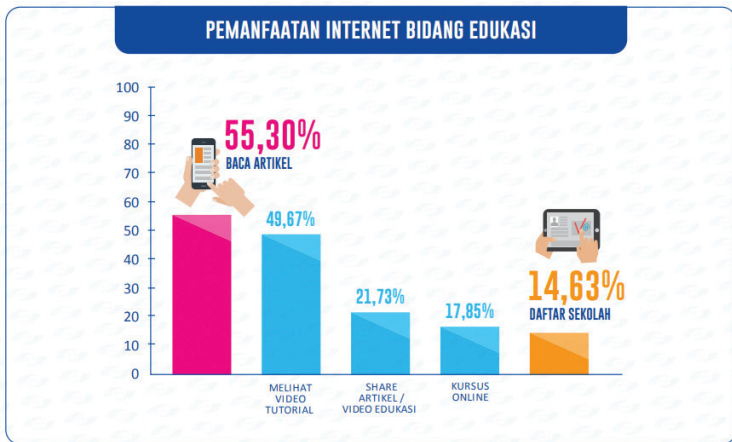 PEMANFAATAN INTERNET BIDANG EDUKASI
100
90
80
70
60
50
40
30
20
10
0
55,30%
BACA ARTIKEL
49,67%
21,73%
17,85%
14,63%
DAFTAR SEKOLAH
MELIHAT
VIDEO
TUTORIAL
SHARE
ARTIKEL /
VIDEO EDUKASI
KURSUS
ONLINE